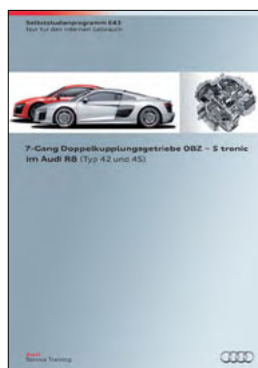 Selbststudienprogramm 643
Nur für den internen Gebrauch
7-Gang Doppelkupplungsgetriebe 0BZ – S tronic
im Audi R8 (Typ 42 und 4S)
Audi
Service Training